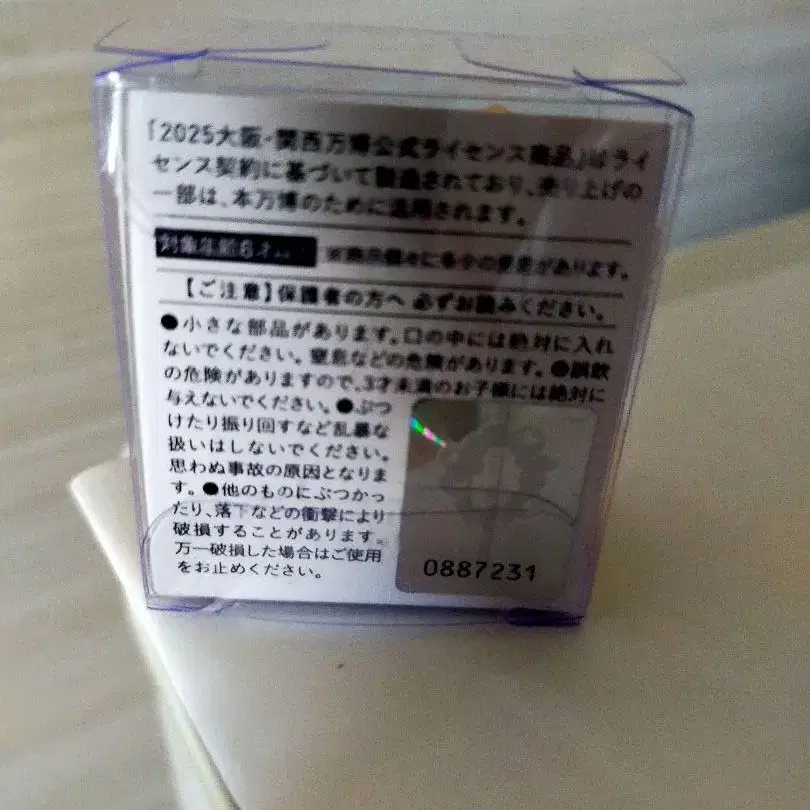 「2025大阪・関西万博公式ライセンス商品」はライ
センス契約に基づいて製造されており、売り上げの
一部は、本万博のために活用されます。
対象年齢6才
※商品個々に多少の差異があります。
【ご注意】保護者の方へ 必ずお読みください。
●小さな部品があります。口の中には絶対に入れ
ないでください。窒息などの危険があります。●誤飲
の危険がありますので、3才未満のお子様には絶対に
与えないでください。●ぶつ
けたり振り回すなど乱暴な
扱いはしないでください。
思わぬ事故の原因となりま
す。●他のものにぶつかっ
たり、落下などの衝撃により
破損することがあります。
万一破損した場合はご使用
をお止めください。
0887231